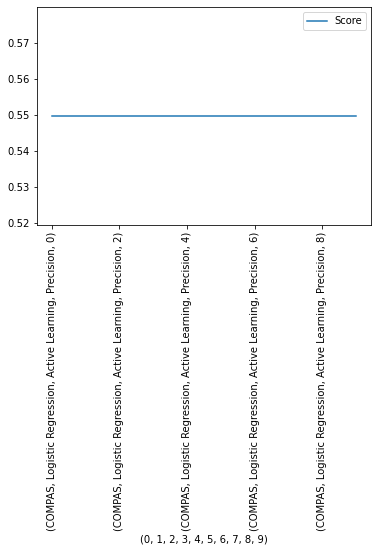 Score
0.57
0.56
0.55
0.54
0.53
0.52
(COMPAS, Logistic Regression, Active Learning, Precision, 0)
(COMPAS, Logistic Regression, Active Learning, Precision, 2)
(COMPAS, Logistic Regression, Active Learning, Precision, 4)
(COMPAS, Logistic Regression, Active Learning, Precision, 6)
(COMPAS, Logistic Regression, Active Learning, Precision, 8)
(0, 1, 2, 3, 4, 5, 6, 7, 8, 9)